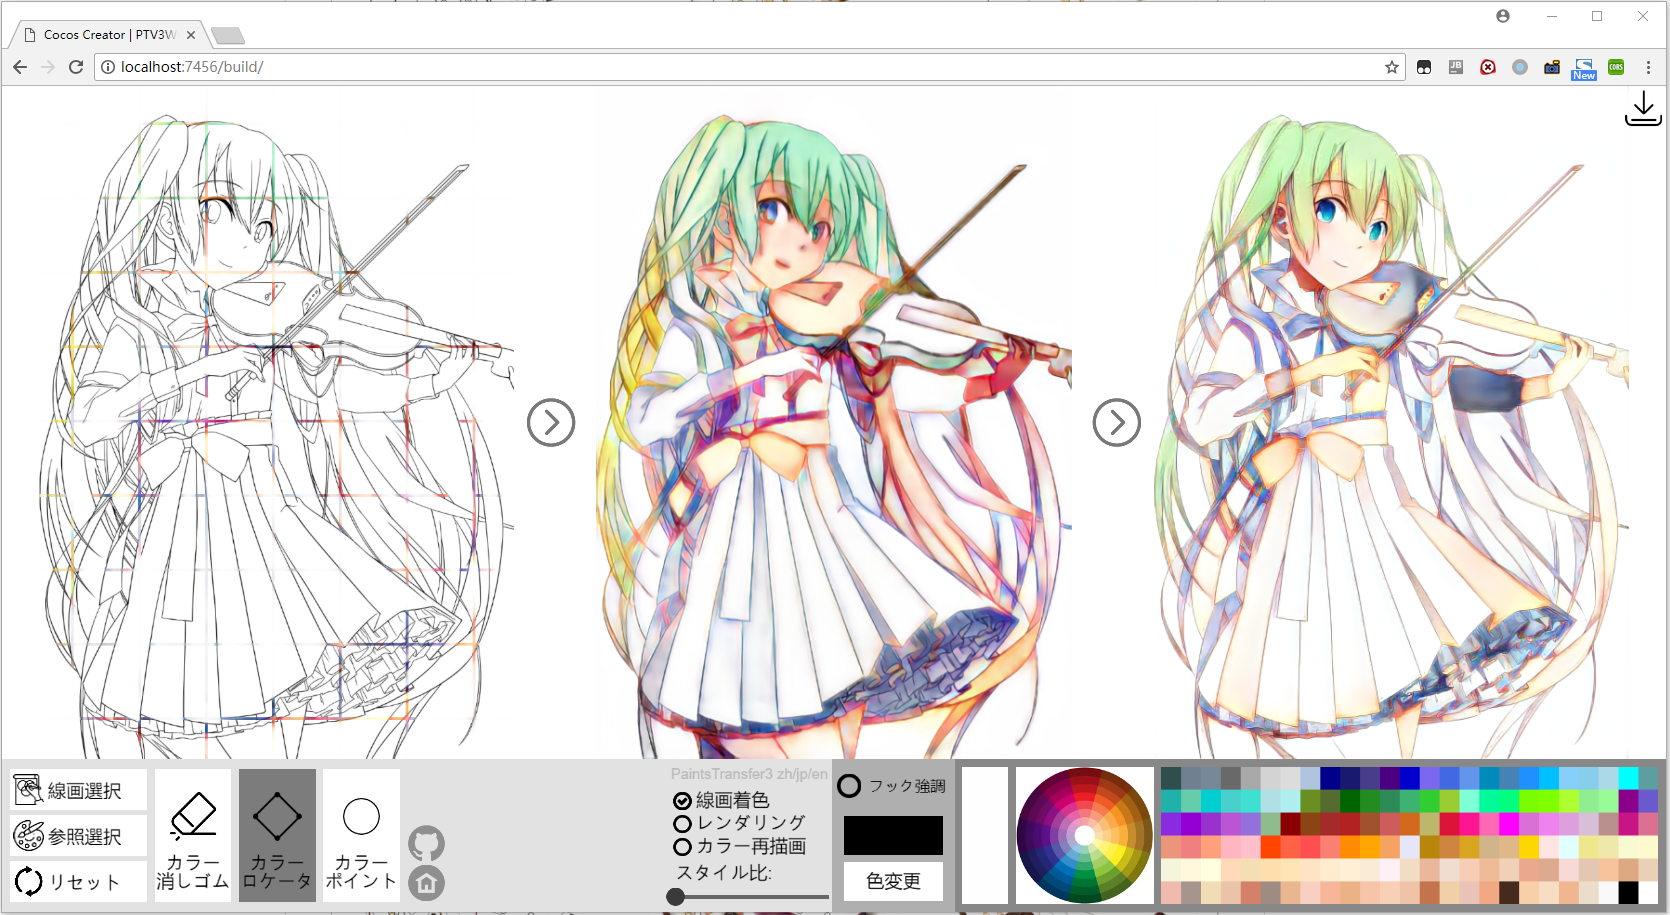 Cocos Creator | PTV3W
localhost:7456/build/
JB
New
CORS
線画選択
参照選択
リセット
カラー
消しゴム
カラー
ロケータ
カラー
ポイント
PaintsTransfer3 zh/jp/en
線画着色
レンダリング
カラー再描画
スタイル比:
フック強調
色変更